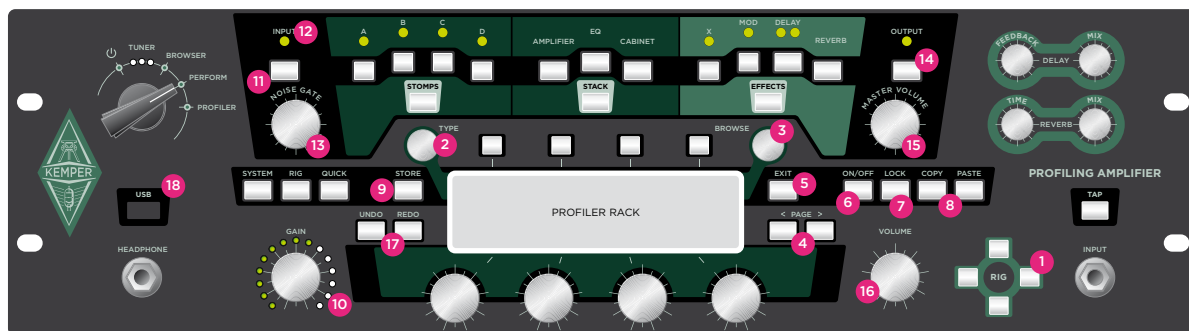 INPUT 12
A
B
C
D
EQ
AMPLIFIER
CABINET
X
MOD
DELAY
REVERB
OUTPUT
TUNER
BROWSER
PERFORM
PROFILER
11
NOISE GATE
13
STOMPS
STACK
EFFECTS
14
MASTER VOLUME
15
FEEDBACK
MIX
DELAY
TIME
MIX
REVERB
TYPE
2
BROWSE
3
KEMPER
PROFILING AMPLIFIER
18
USB
SYSTEM
RIG
QUICK
9
STORE
EXIT
5
ON/OFF
LOCK
COPY
PASTE
6
7
8
TAP
PROFILER RACK
UNDO
REDO
17
< PAGE >
4
HEADPHONE
GAIN
10
VOLUME
16
RIG
1
INPUT